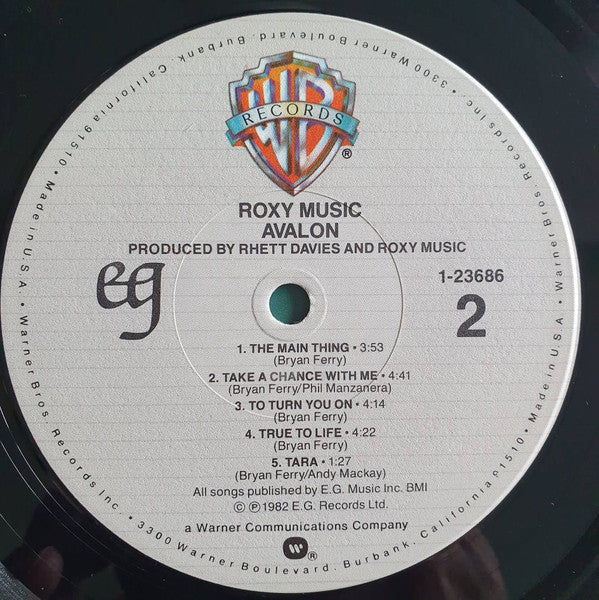 3300 Warner Boulevard, Burbank, California 91510 • Made in U.S.A. • Warner Bros. Records Inc. • 3300 Warner Boulevard, Burbank, California 91510 • Made in U.S.A. • Warner Bros. Records Inc. •
WB
RECORDS
®
ROXY MUSIC
AVALON
PRODUCED BY RHETT DAVIES AND ROXY MUSIC
eg
1-23686
2
1. THE MAIN THING • 3:53
(Bryan Ferry)
2. TAKE A CHANCE WITH ME • 4:41
(Bryan Ferry/Phil Manzanera)
3. TO TURN YOU ON • 4:14
(Bryan Ferry)
4. TRUE TO LIFE • 4:22
(Bryan Ferry)
5. TARA • 1:27
(Bryan Ferry/Andy Mackay)
All songs published by E.G. Music Inc. BMI
© ℗ 1982 E.G. Records Ltd.
a Warner Communications Company
®